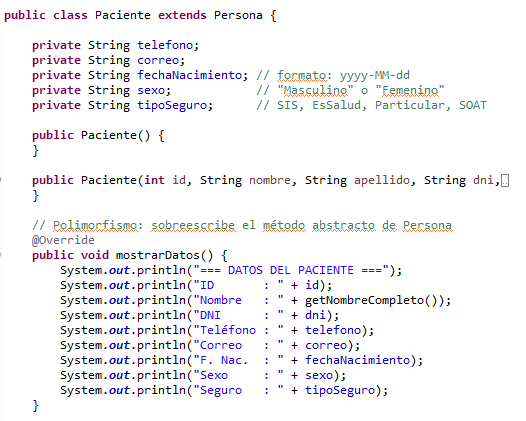 public class Paciente extends Persona {
private String telefono;
private String correo;
private String fechaNacimiento; // formato: yyyy-MM-dd
private String sexo;            // "Masculino" o "Femenino"
private String tipoSeguro;      // SIS, EsSalud, Particular, SOAT
public Paciente() {
}
public Paciente(int id, String nombre, String apellido, String dni,
}
// Polimorfismo: sobreescribe el método abstracto de Persona
@Override
public void mostrarDatos() {
System.out.println("=== DATOS DEL PACIENTE ===");
System.out.println("ID       : " + id);
System.out.println("Nombre   : " + getNombreCompleto());
System.out.println("DNI      : " + dni);
System.out.println("Teléfono : " + telefono);
System.out.println("Correo   : " + correo);
System.out.println("F. Nac.  : " + fechaNacimiento);
System.out.println("Sexo     : " + sexo);
System.out.println("Seguro   : " + tipoSeguro);
}